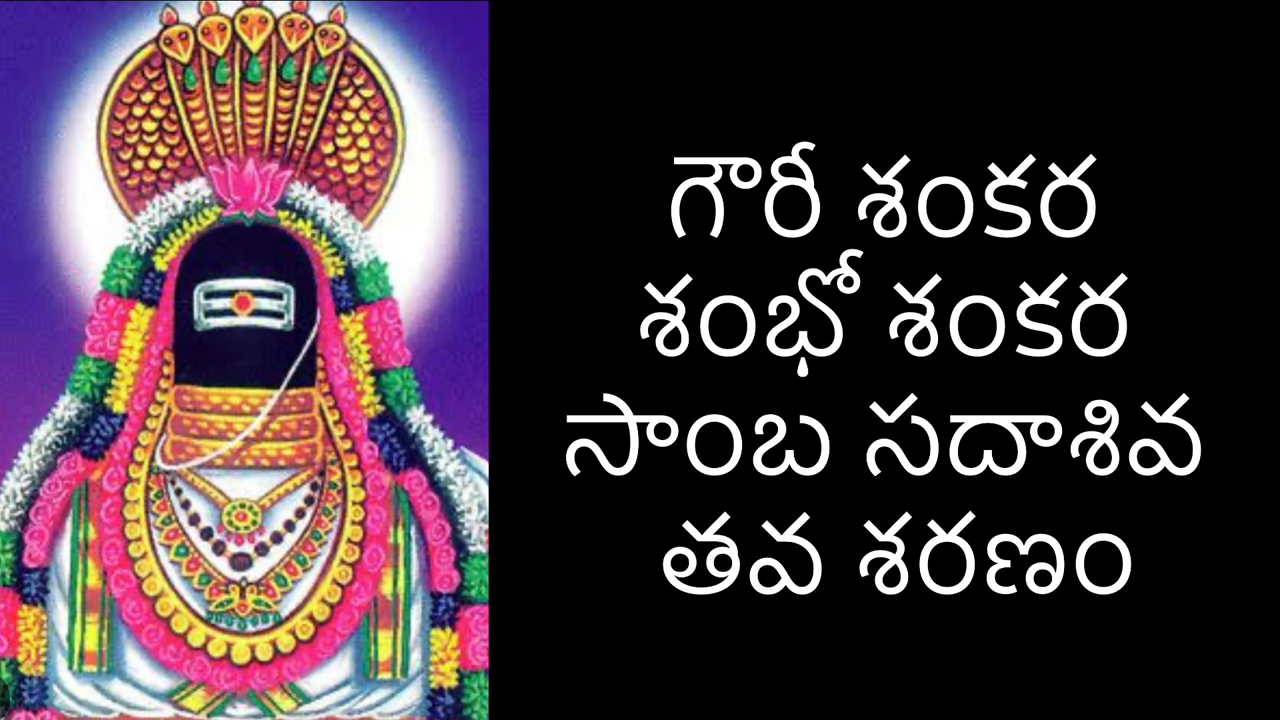 గౌరీ శంకర
శంభో శంకర
సాంబ సదాశివ
తవ శరణం